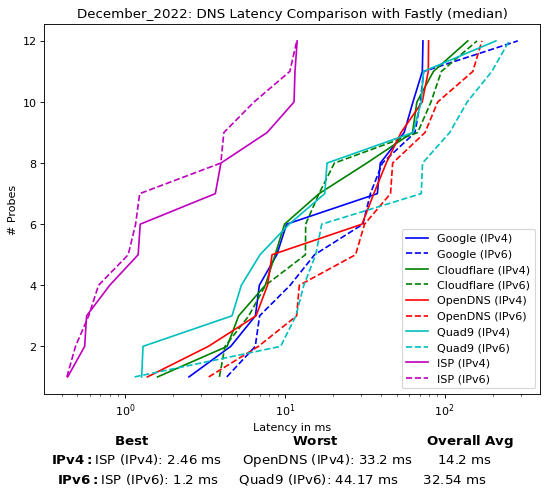 December_2022: DNS Latency Comparison with Fastly (median)
12
10
8
6
4
2
# Probes
Google (IPv4)
Google (IPv6)
Cloudflare (IPv4)
Cloudflare (IPv6)
OpenDNS (IPv4)
OpenDNS (IPv6)
Quad9 (IPv4)
Quad9 (IPv6)
ISP (IPv4)
ISP (IPv6)
10⁰ 10¹ 10²
Latency in ms
Best Worst Overall Avg
IPv4: ISP (IPv4): 2.46 ms OpenDNS (IPv4): 33.2 ms 14.2 ms
IPv6: ISP (IPv6): 1.2 ms Quad9 (IPv6): 44.17 ms 32.54 ms